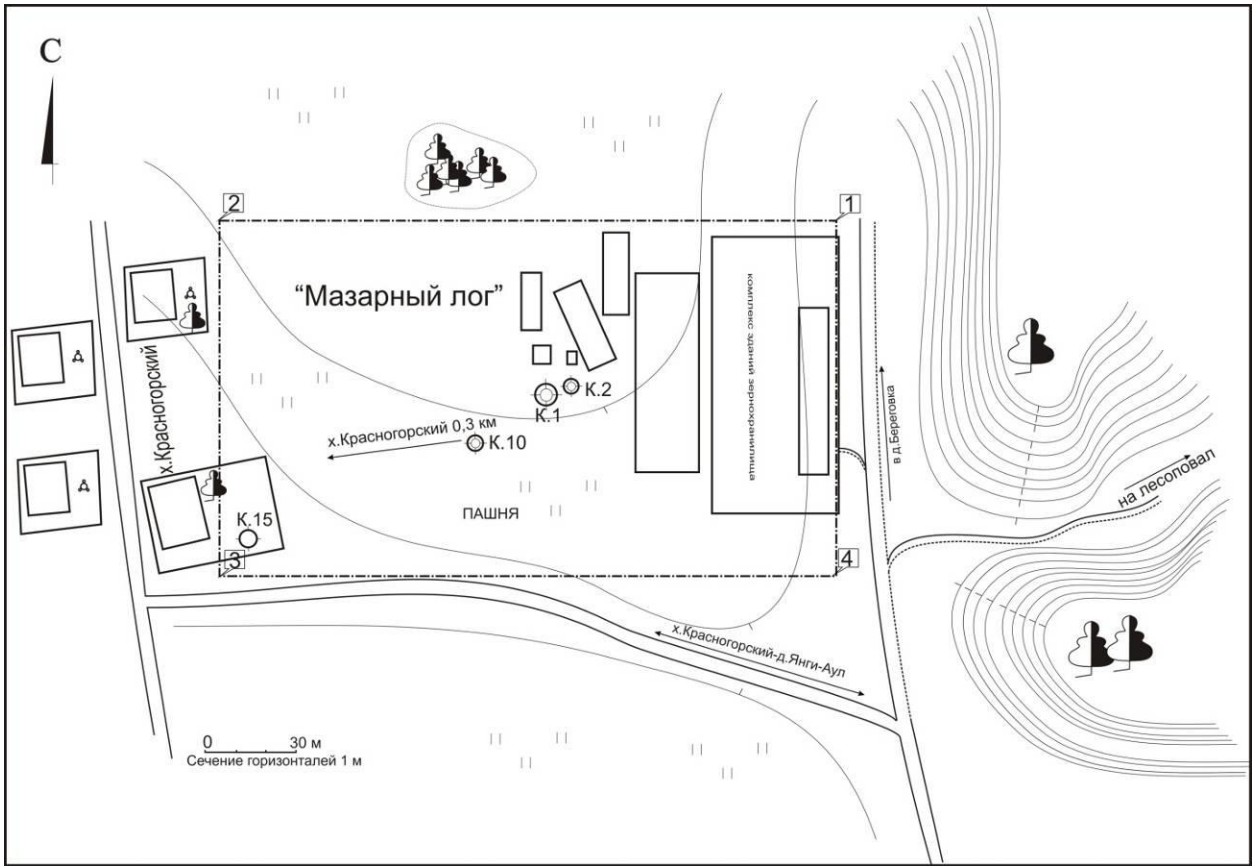 С
2
1
"Мазарный лог"
комплекс зданий зернохранилища
х.Красногорский
К.2
К.1
х.Красногорский 0,3 км
К.10
в д.Береговка
на лесоповал
ПАШНЯ
К.15
3
4
х.Красногорский-д.Янги-Аул
0 30 м
Сечение горизонталей 1 м